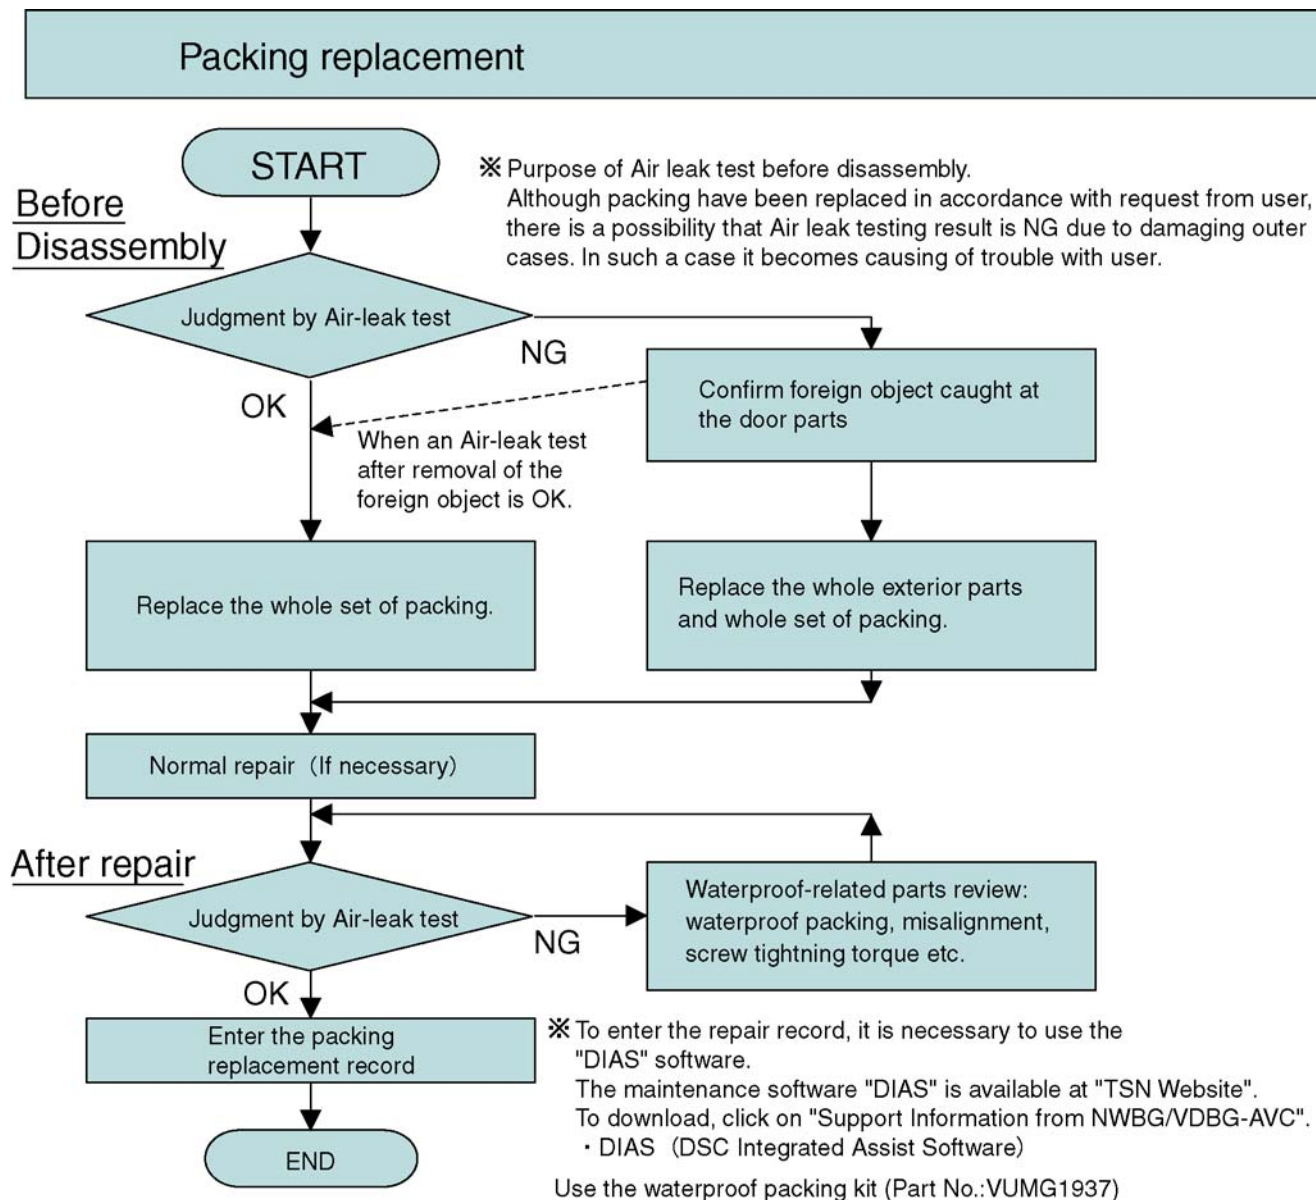 Packing replacement
START
※ Purpose of Air leak test before disassembly.
Although packing have been replaced in accordance with request from user,
there is a possibility that Air leak testing result is NG due to damaging outer
cases. In such a case it becomes causing of trouble with user.
Before
Disassembly
Judgment by Air-leak test
NG
OK
Confirm foreign object caught at
the door parts
When an Air-leak test
after removal of the
foreign object is OK.
Replace the whole set of packing.
Replace the whole exterior parts
and whole set of packing.
Normal repair (If necessary)
After repair
Judgment by Air-leak test
NG
OK
Waterproof-related parts review:
waterproof packing, misalignment,
screw tightning torque etc.
Enter the packing
replacement record
※ To enter the repair record, it is necessary to use the
"DIAS" software.
The maintenance software "DIAS" is available at "TSN Website".
To download, click on "Support Information from NWBG/VDBG-AVC".
・DIAS (DSC Integrated Assist Software)
END
Use the waterproof packing kit (Part No.:VUMG1937)